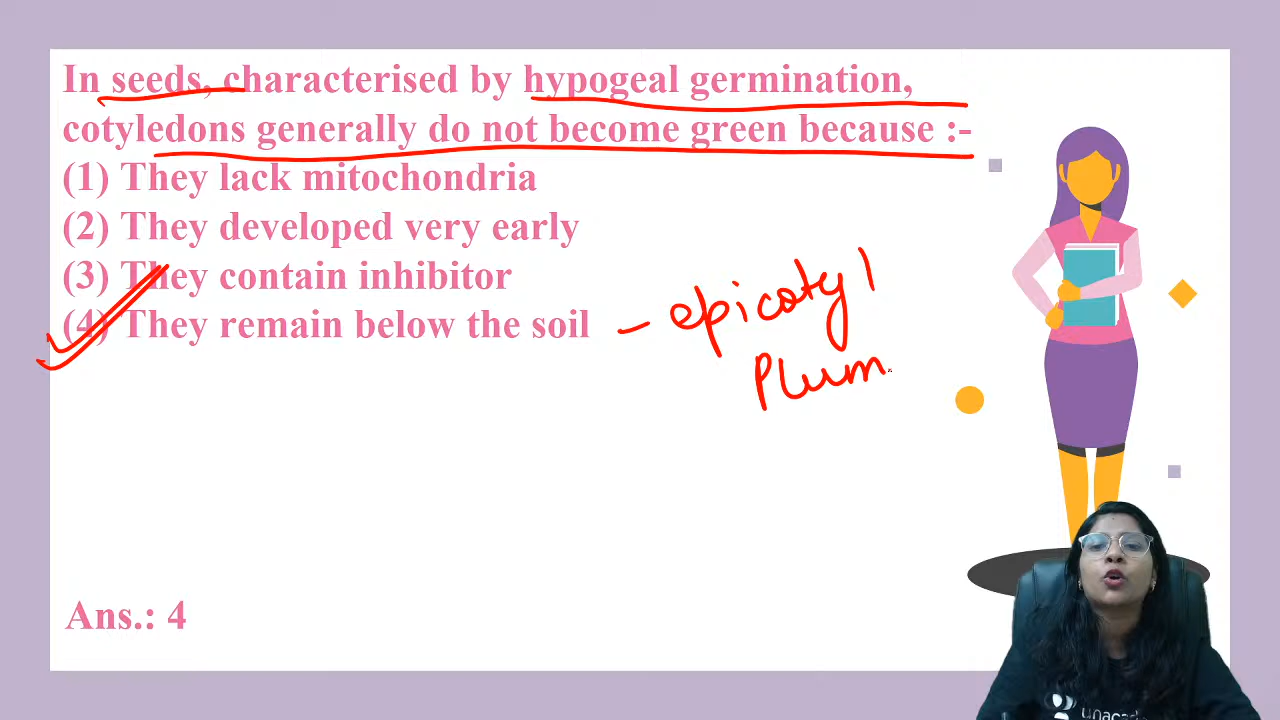 In seeds, characterised by hypogeal germination,
cotyledons generally do not become green because :-
(1) They lack mitochondria
(2) They developed very early
(3) They contain inhibitor
(4) They remain below the soil
- epicotyl
Plum
Ans.: 4